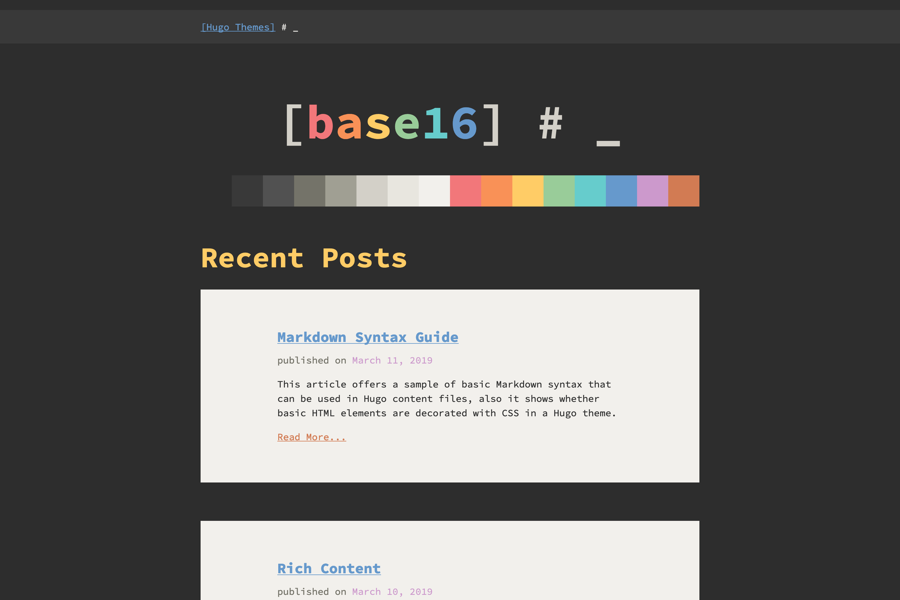 [Hugo Themes] # _
[base16] # _
Recent Posts
Markdown Syntax Guide
published on March 11, 2019
This article offers a sample of basic Markdown syntax that
can be used in Hugo content files, also it shows whether
basic HTML elements are decorated with CSS in a Hugo theme.
Read More...
Rich Content
published on March 10, 2019